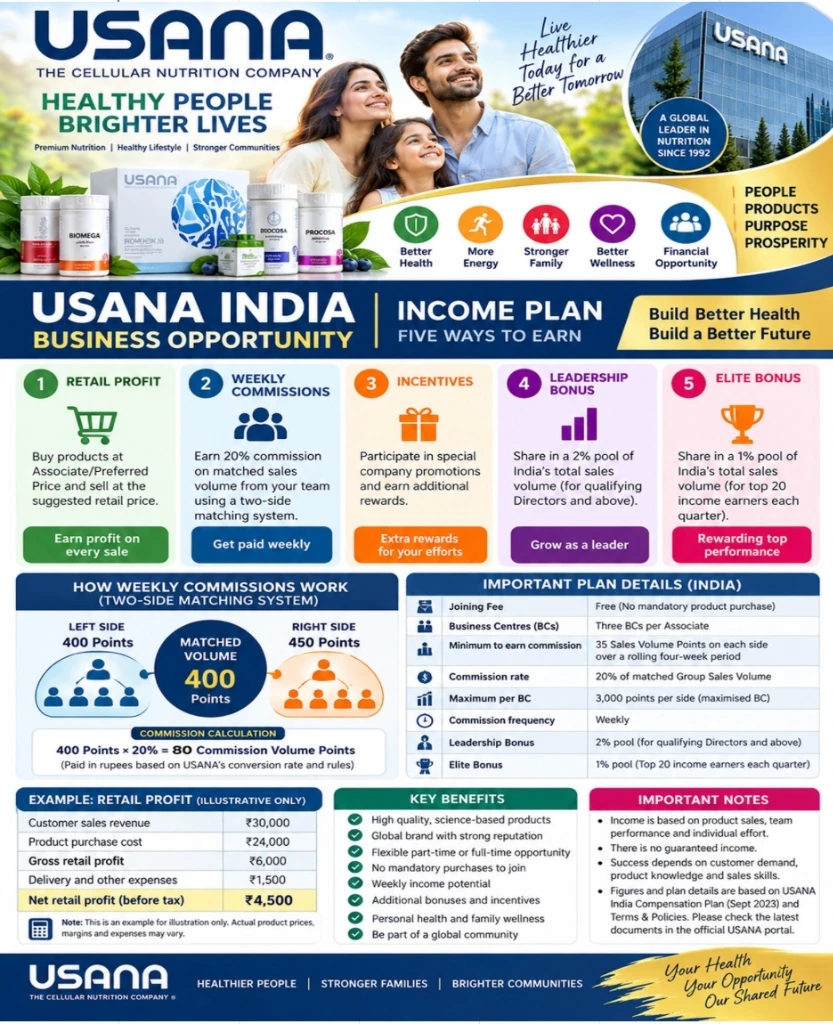 USANA®
THE CELLULAR NUTRITION COMPANY
HEALTHY PEOPLE
BRIGHTER LIVES
Premium Nutrition | Healthy Lifestyle | Stronger Communities
Live
Healthier
Today for a
Better Tomorrow
USANA
A GLOBAL
LEADER IN
NUTRITION
SINCE 1992
USANA
BIOMEGA
PROCOSA
PEOPLE
PRODUCTS
PURPOSE
PROSPERITY
Better
Health
More
Energy
Stronger
Family
Better
Wellness
Financial
Opportunity
USANA INDIA
BUSINESS OPPORTUNITY
INCOME PLAN
FIVE WAYS TO EARN
Build Better Health
Build a Better Future
1 RETAIL PROFIT
Buy products at
Associate/Preferred
Price and sell at the
suggested retail price.
Earn profit on
every sale
2 WEEKLY
COMMISSIONS
Earn 20% commission
on matched sales
volume from your team
using a two-side
matching system.
Get paid weekly
3 INCENTIVES
Participate in special
company promotions
and earn additional
rewards.
Extra rewards
for your efforts
4 LEADERSHIP
BONUS
Share in a 2% pool of
India's total sales
volume (for qualifying
Directors and above).
Grow as a leader
5 ELITE BONUS
Share in a 1% pool of
India's total sales
volume (for top 20
income earners each
quarter).
Rewarding top
performance
HOW WEEKLY COMMISSIONS WORK
(TWO-SIDE MATCHING SYSTEM)
LEFT SIDE
400 Points
MATCHED
VOLUME
400
Points
RIGHT SIDE
450 Points
COMMISSION CALCULATION
400 Points × 20% = 80 Commission Volume Points
(Paid in rupees based on USANA's conversion rate and rules)
IMPORTANT PLAN DETAILS (INDIA)
Joining Fee Free (No mandatory product purchase)
Business Centres (BCs) Three BCs per Associate
Minimum to earn commission 35 Sales Volume Points on each side
over a rolling four-week period
Commission rate 20% of matched Group Sales Volume
Maximum per BC 3,000 points per side (maximised BC)
Commission frequency Weekly
Leadership Bonus 2% pool (for qualifying Directors and above)
Elite Bonus 1% pool (Top 20 income earners each quarter)
EXAMPLE: RETAIL PROFIT (ILLUSTRATIVE ONLY)
Customer sales revenue ₹30,000
Product purchase cost ₹24,000
Gross retail profit ₹6,000
Delivery and other expenses ₹1,500
Net retail profit (before tax) ₹4,500
Note: This is an example for illustration only. Actual product prices,
margins and expenses may vary.
KEY BENEFITS
High quality, science-based products
Global brand with strong reputation
Flexible part-time or full-time opportunity
No mandatory purchases to join
Weekly income potential
Additional bonuses and incentives
Personal health and family wellness
Be part of a global community
IMPORTANT NOTES
• Income is based on product sales, team
performance and individual effort.
• There is no guaranteed income.
• Success depends on customer demand,
product knowledge and sales skills.
• Figures and plan details are based on USANA
India Compensation Plan (Sept 2023) and
Terms & Policies. Please check the latest
documents in the official USANA portal.
USANA
THE CELLULAR NUTRITION COMPANY ®
HEALTHIER PEOPLE | STRONGER FAMILIES | BRIGHTER COMMUNITIES
Your Health
Your Opportunity
Our Shared Future